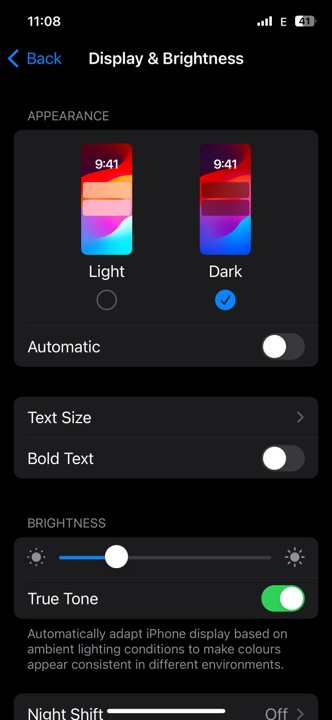 11:08 E 41
Back Display & Brightness
APPEARANCE
9:41 9:41
Light Dark
Automatic
Text Size
Bold Text
BRIGHTNESS
True Tone
Automatically adapt iPhone display based on
ambient lighting conditions to make colours
appear consistent in different environments.
Night Shift Off